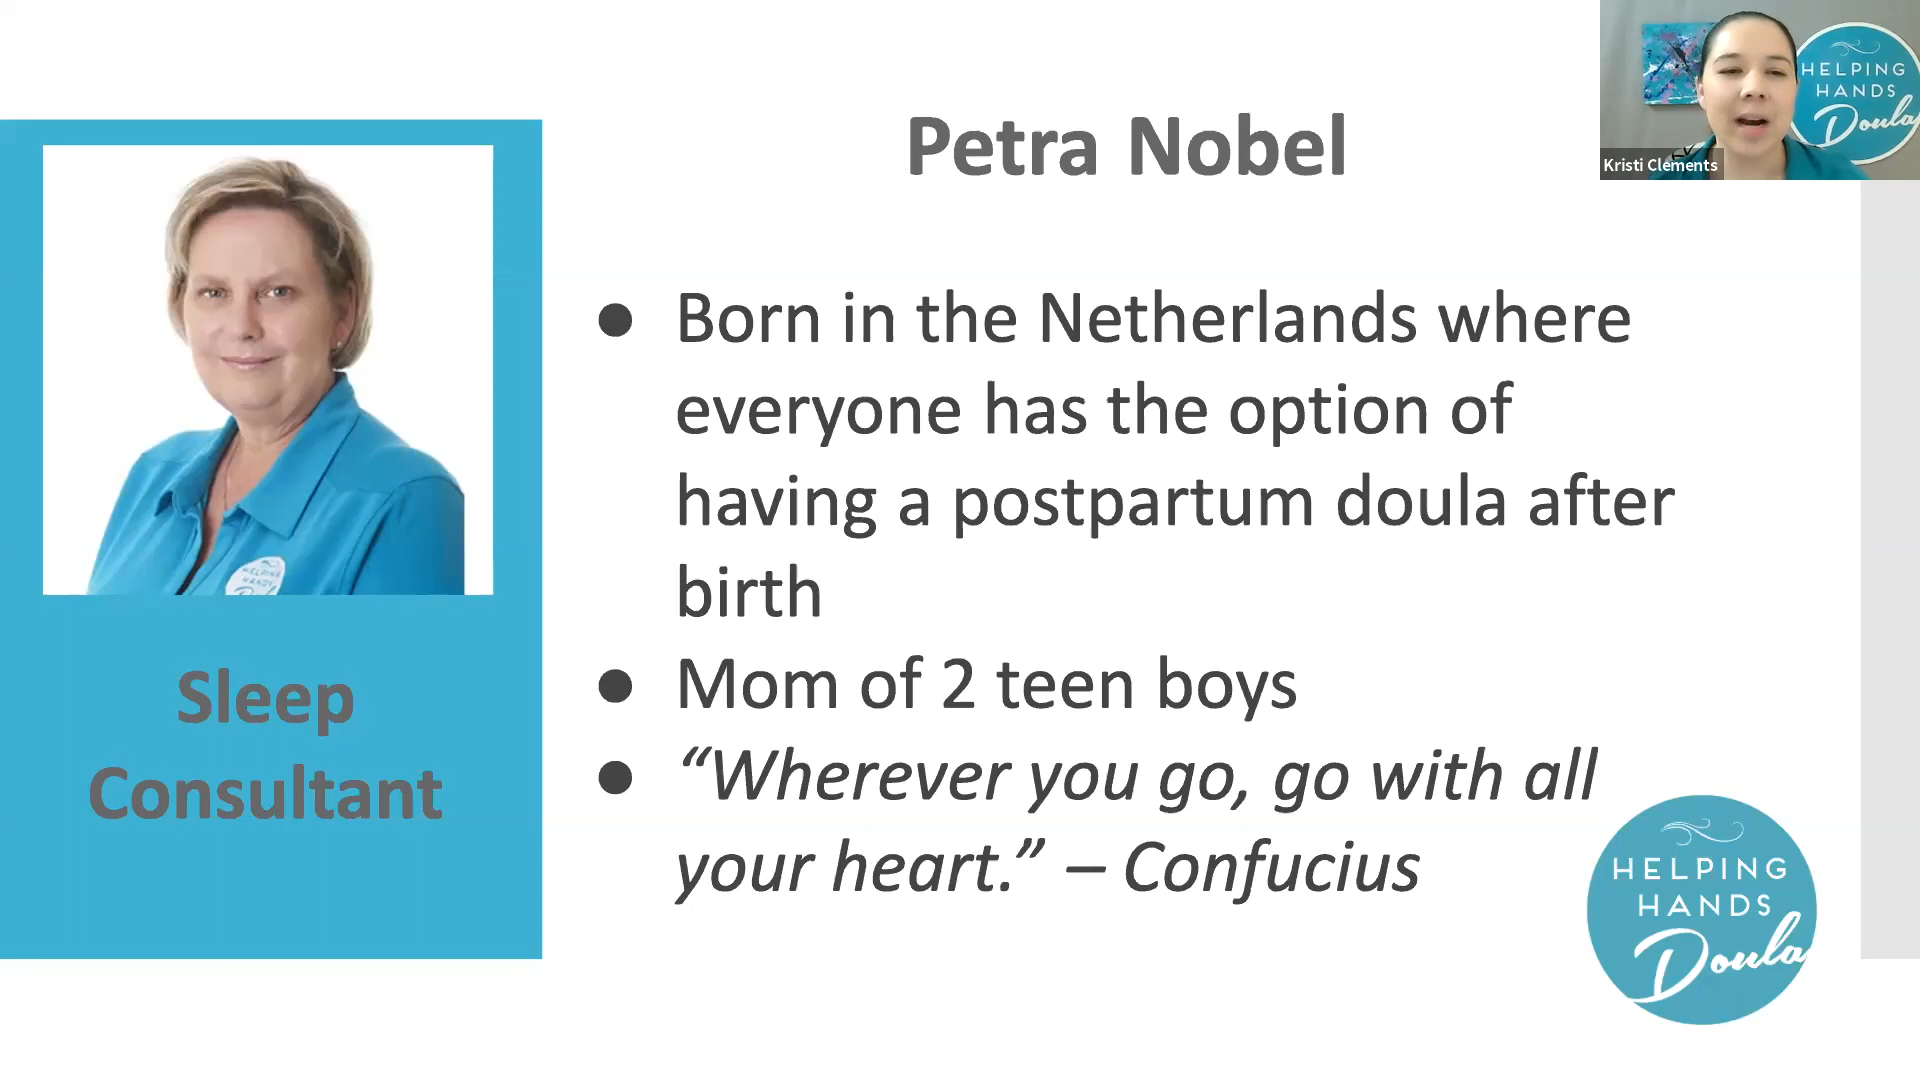 Petra Nobel
HELPING
HANDS
Doula
Kristi Clements
HELPING
HANDS
Sleep
Consultant
● Born in the Netherlands where
everyone has the option of
having a postpartum doula after
birth
● Mom of 2 teen boys
● “Wherever you go, go with all
your heart.” – Confucius
HELPING
HANDS
Doula